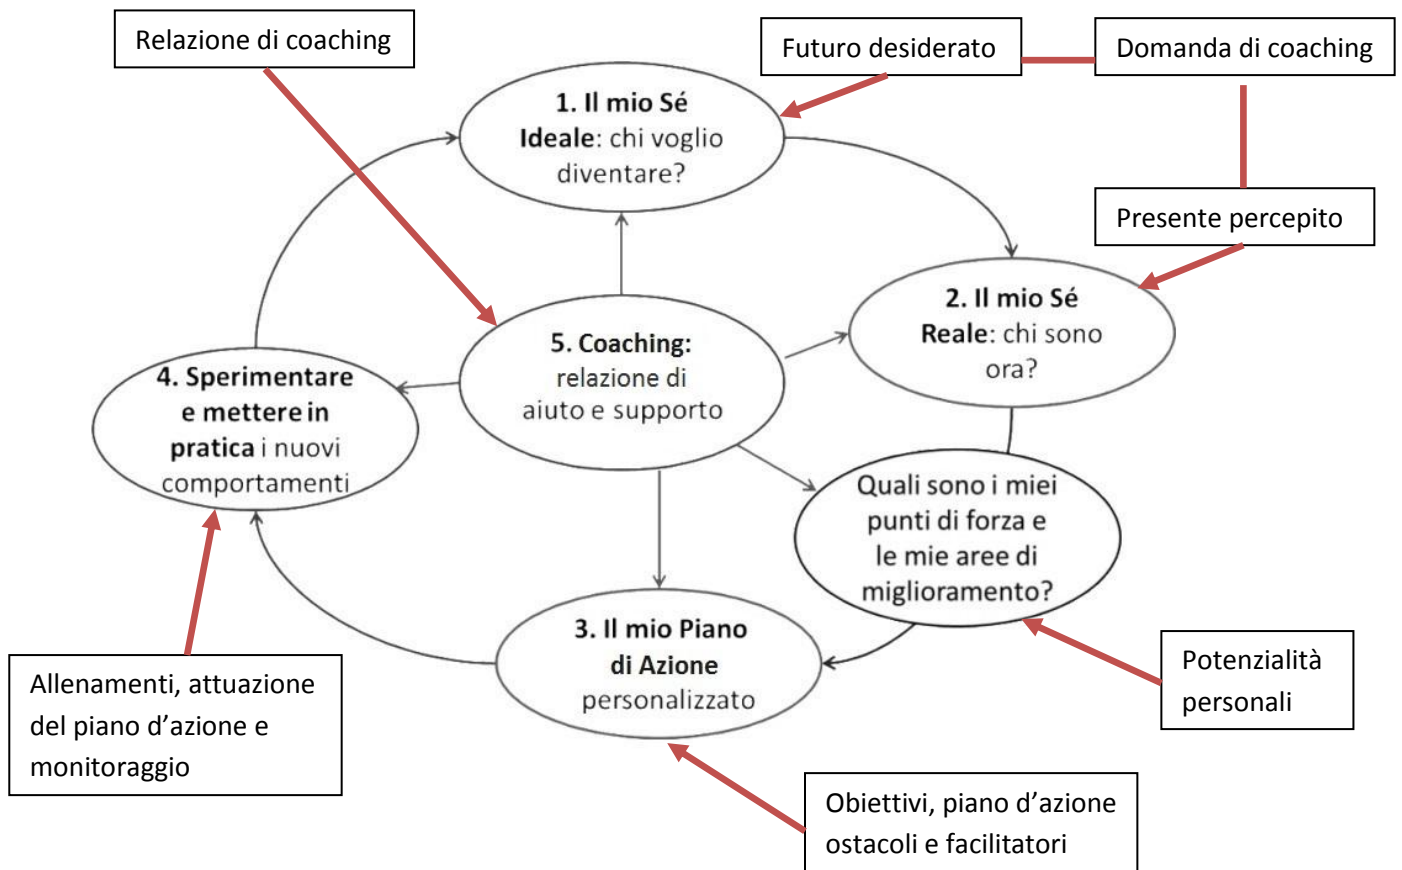 Relazione di coaching
Futuro desiderato
Domanda di coaching
1. Il mio Sé
Ideale: chi voglio
diventare?
Presente percepito
2. Il mio Sé
Reale: chi sono
ora?
5. Coaching:
relazione di
aiuto e supporto
4. Sperimentare
e mettere in
pratica i nuovi
comportamenti
Quali sono i miei
punti di forza e
le mie aree di
miglioramento?
3. Il mio Piano
di Azione
personalizzato
Potenzialità
personali
Allenamenti, attuazione
del piano d’azione e
monitoraggio
Obiettivi, piano d’azione
ostacoli e facilitatori